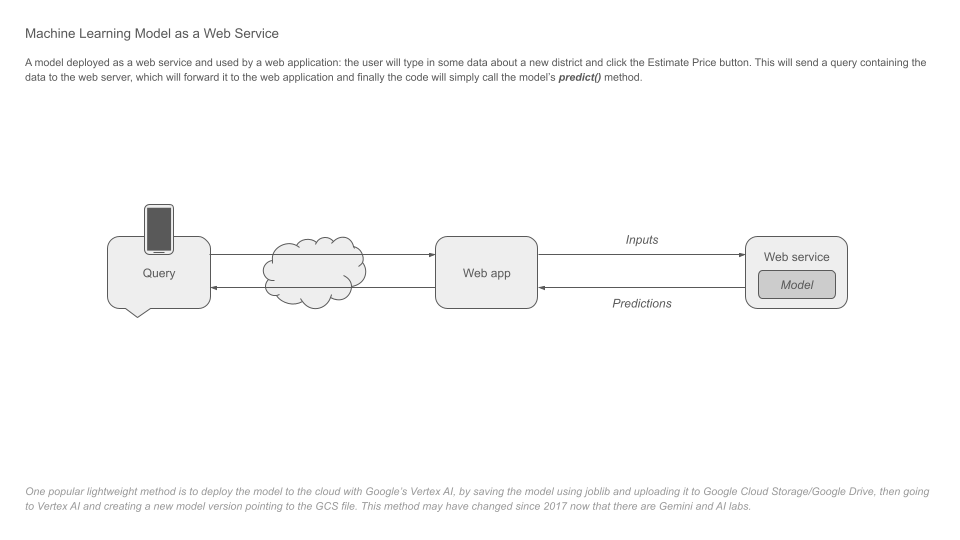 Machine Learning Model as a Web Service
A model deployed as a web service and used by a web application: the user will type in some data about a new district and click the Estimate Price button. This will send a query containing the
data to the web server, which will forward it to the web application and finally the code will simply call the model's predict() method.
Inputs
Query
Web app
Web service
Model
Predictions
One popular lightweight method is to deploy the model to the cloud with Google's Vertex AI, by saving the model using joblib and uploading it to Google Cloud Storage/Google Drive, then going
to Vertex AI and creating a new model version pointing to the GCS file. This method may have changed since 2017 now that there are Gemini and AI labs.